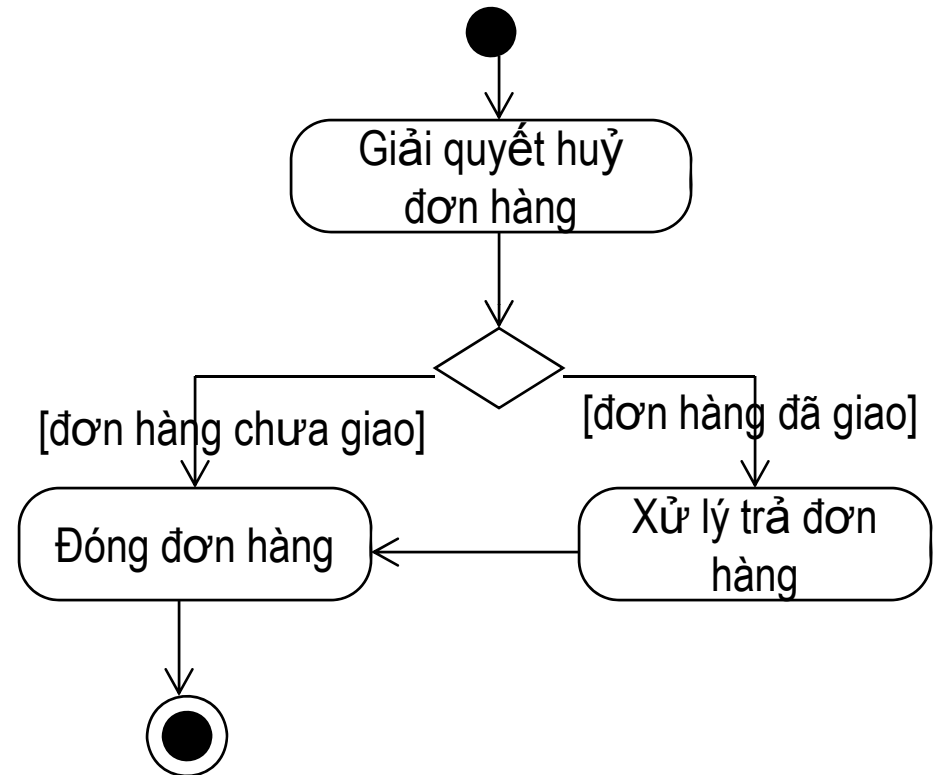 Giải quyết huỷ
đơn hàng
[đơn hàng chưa giao]
[đơn hàng đã giao]
Đóng đơn hàng
Xử lý trả đơn
hàng